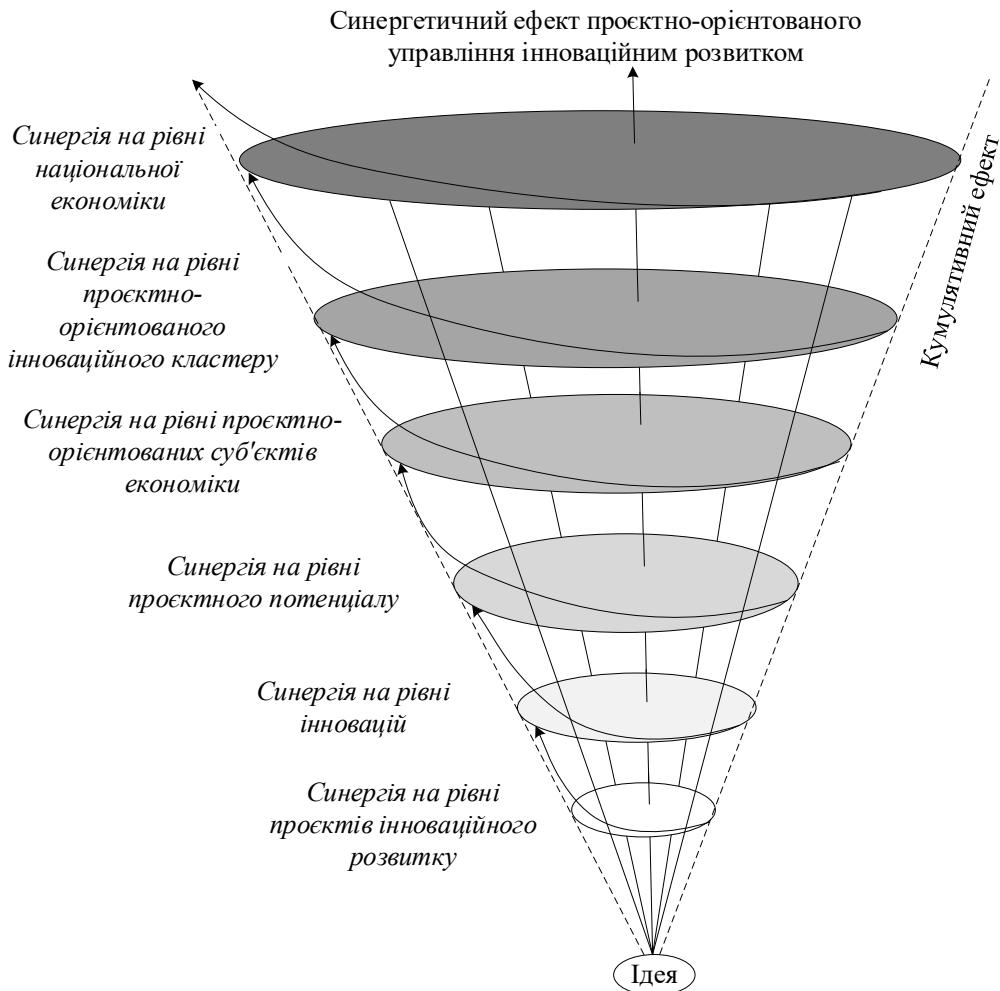 Синергетичний ефект проєктно-орієнтованого
управління інноваційним розвитком
Синергія на рівні
національної
економіки
Кумулятивний ефект
Синергія на рівні
проєктно-
орієнтованого
інноваційного кластеру
Синергія на рівні проєктно-
орієнтованих суб'єктів
економіки
Синергія на рівні
проєктного потенціалу
Синергія на рівні
інновацій
Синергія на рівні
проєктів інноваційного
розвитку
Ідея